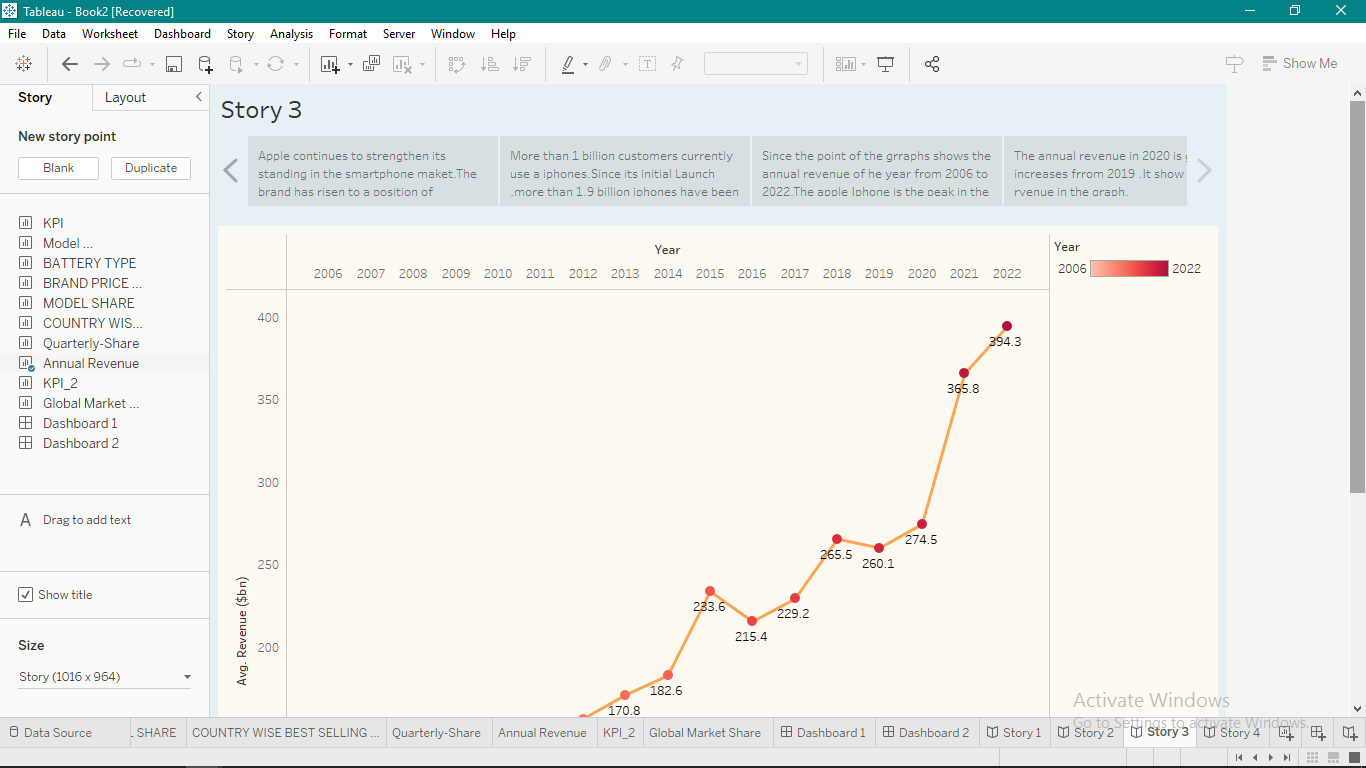 Tableau - Book2 [Recovered]
File Data Worksheet Dashboard Story Analysis Format Server Window Help
Show Me
Story Layout
New story point
Blank Duplicate
KPI
Model ...
BATTERY TYPE
BRAND PRICE ...
MODEL SHARE
COUNTRY WIS...
Quarterly-Share
Annual Revenue
KPI_2
Global Market ...
Dashboard 1
Dashboard 2
A Drag to add text
Show title
Size
Story (1016 x 964)
Story 3
Apple continues to strengthen its
standing in the smartphone maket.The
brand has risen to a position of
More than 1 billion customers currently
use a iphones.Since its initial Launch
.more than 1.9 billion iphones have been
Since the point of the grraphs shows the
annual revenue of he year from 2006 to
2022.The apple Iphone is the peak in the
The annual revenue in 2020 is
increases frrom 2019 .It show
rvenue in the graph.
Year
2006 2007 2008 2009 2010 2011 2012 2013 2014 2015 2016 2017 2018 2019 2020 2021 2022
400
350
300
250
200
Avg. Revenue ($bn)
394.3
365.8
274.5
260.1
265.5
229.2
215.4
233.6
182.6
170.8
Year
2006 2022
Activate Windows
Go to Settings to activate Windows.
Data Source SHARE COUNTRY WISE BEST SELLING ... Quarterly-Share Annual Revenue KPI_2 Global Market Share Dashboard 1 Dashboard 2 Story 1 Story 2 Story 3 Story 4